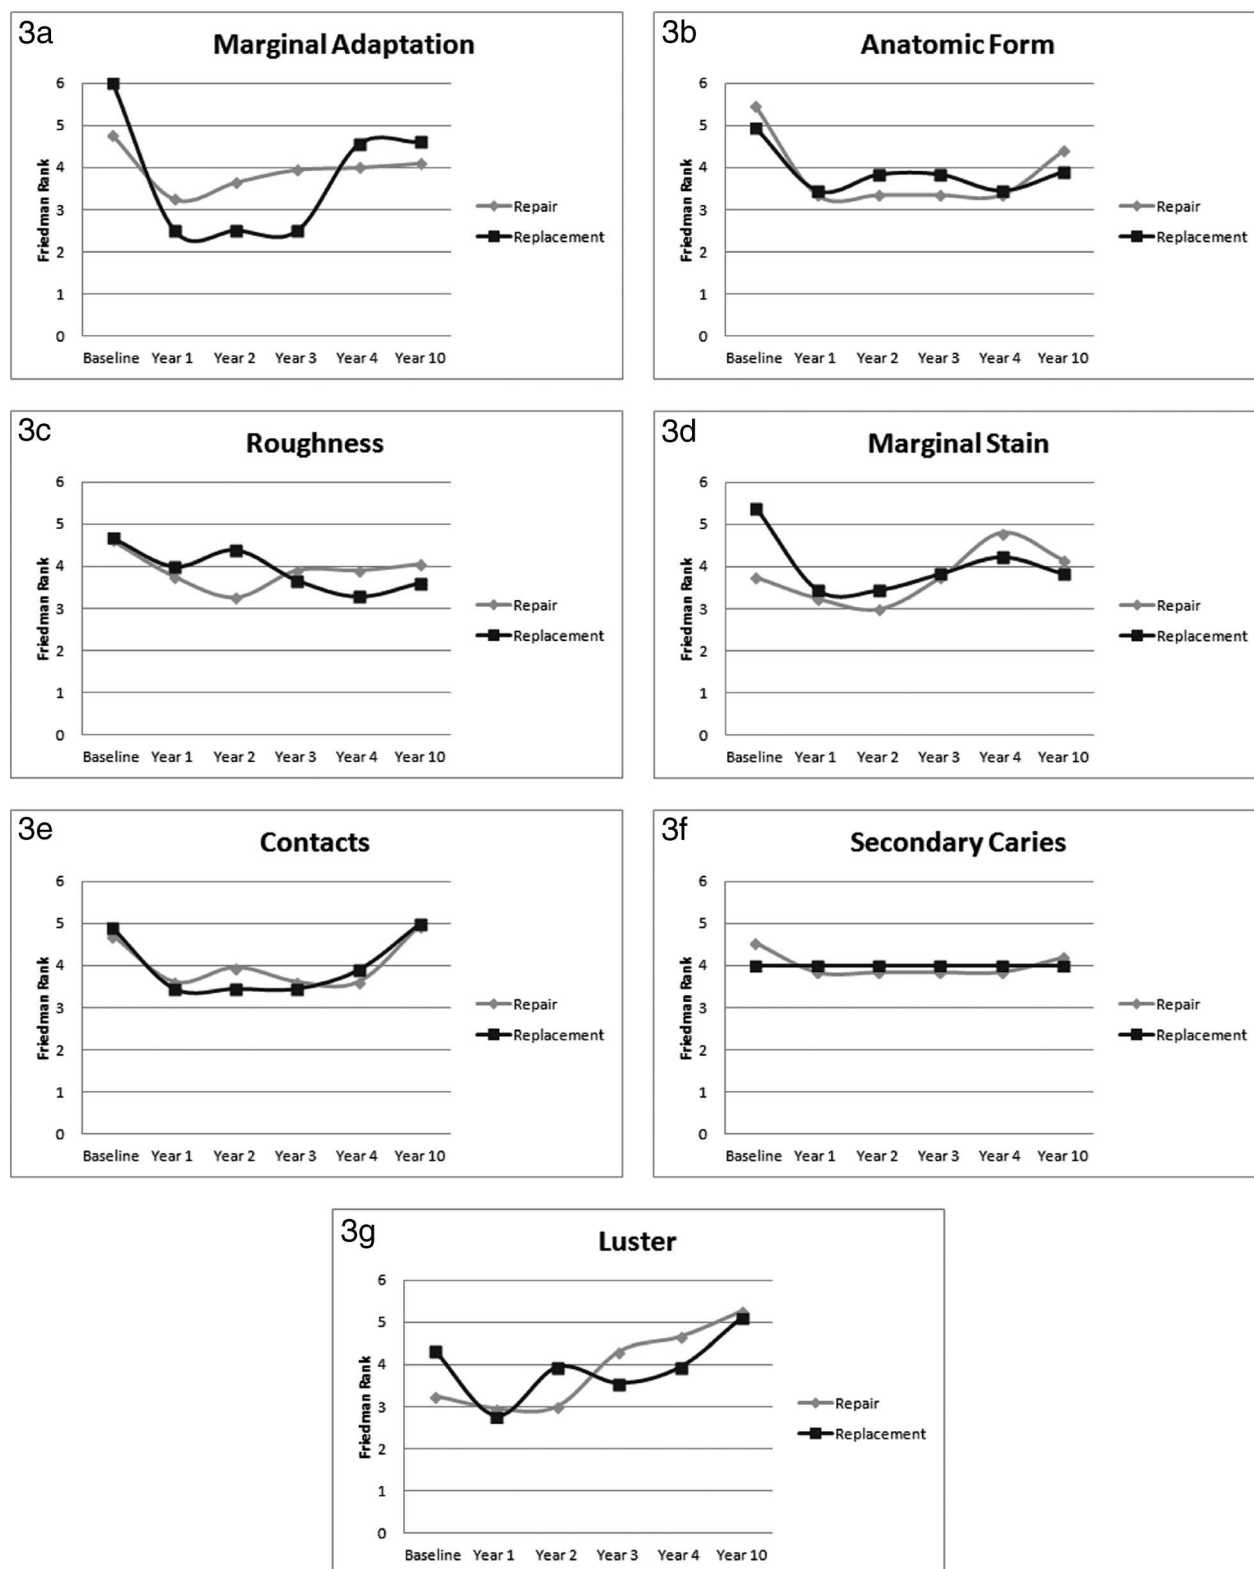 3a
Marginal Adaptation
Friedman Rank
6
5
4
3
2
1
0
Baseline Year 1 Year 2 Year 3 Year 4 Year 10
Repair
Replacement
3b
Anatomic Form
Friedman Rank
6
5
4
3
2
1
0
Baseline Year 1 Year 2 Year 3 Year 4 Year 10
Repair
Replacement
3c
Roughness
Friedman Rank
6
5
4
3
2
1
0
Baseline Year 1 Year 2 Year 3 Year 4 Year 10
Repair
Replacement
3d
Marginal Stain
Friedman Rank
6
5
4
3
2
1
0
Baseline Year 1 Year 2 Year 3 Year 4 Year 10
Repair
Replacement
3e
Contacts
Friedman Rank
6
5
4
3
2
1
0
Baseline Year 1 Year 2 Year 3 Year 4 Year 10
Repair
Replacement
3f
Secondary Caries
Friedman Rank
6
5
4
3
2
1
0
Baseline Year 1 Year 2 Year 3 Year 4 Year 10
Repair
Replacement
3g
Luster
Friedman Rank
6
5
4
3
2
1
0
Baseline Year 1 Year 2 Year 3 Year 4 Year 10
Repair
Replacement